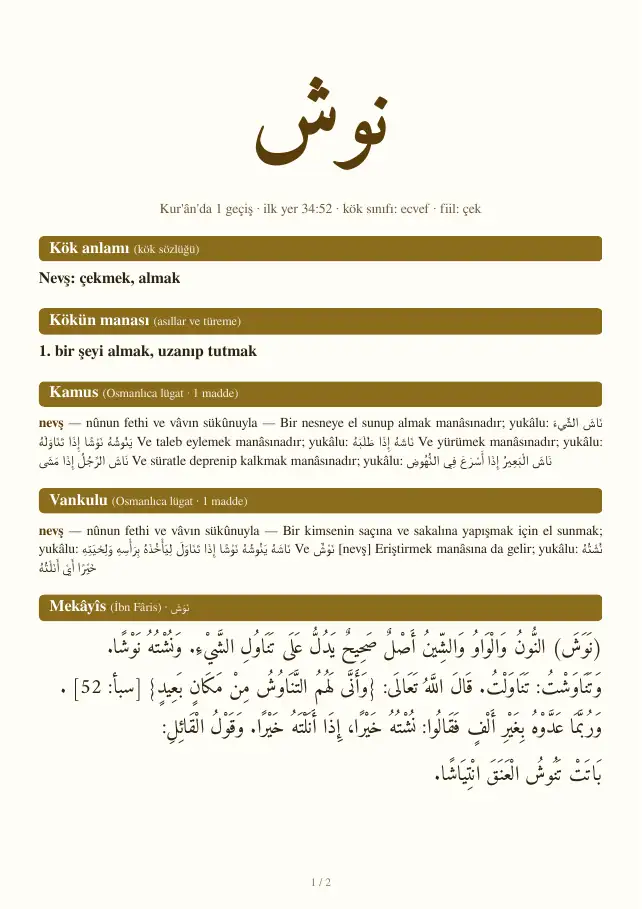 نوش
Kur'ân'da 1 geçiş · ilk yer 34:52 · kök sınıfı: ecvef · fiil: çek
Kök anlamı (kök sözlüğü)
Nevş: çekmek, almak
Kökün manası (asıllar ve türeme)
1. bir şeyi almak, uzanıp tutmak
Kamus (Osmanlıca lügat · 1 madde)
nevş — nûnun fethi ve vâvın sükûnuyla — Bir nesneye el sunup almak manâsınadır; yukâlu: نَاشَ الشَّيءَ
يَنُوشُهُ نَوْشًا إِذَا تَنَاوَلَهُ Ve taleb eylemek manâsınadır; yukâlu: نَاشَهُ إِذَا طَلَبَهُ Ve yürümek manâsınadır; yukâlu:
نَاشَ الرَّجُلُ إِذَا مَشَى Ve süratle deprenip kalkmak manâsınadır; yukâlu: نَاشَ الْبَعِيرُ إِذَا أَسْرَعَ فِى النُّهُوضِ
Vankulu (Osmanlıca lügat · 1 madde)
nevş — nûnun fethi ve vâvın sükûnuyla — Bir kimsenin saçına ve sakalına yapışmak için el sunmak;
yukâlu: نَاشَهُ يَنُوشُهُ نَوْشًا إِذَا تَنَاوَلَ لِيَأْخُذَهُ بِرَأْسِهِ وَلِحْيَتِهِ Ve نَوْشٌ [nevş] Eriştirmek manâsına da gelir; yukâlu: نُشْتُهُ
خَيْرًا أَيْ أَنَلْتُهُ
Mekâyîs (İbn Fâris) · نوش
(نَوَشَ) النُّونُ وَالْوَاوُ وَالشِّينُ أَصْلٌ صَحِيحٌ يَدُلُّ عَلَى تَنَاوُلِ الشَّيْءِ. وَنُشْتُهُ نَوْشًا.
وَتَنَاوَشْتُ: تَنَاوَلْتُ. قَالَ اللَّهُ تَعَالَى: {وَأَنَّى لَهُمُ التَّنَاوُشُ مِنْ مَكَانٍ بَعِيدٍ} [سبأ: 52] .
وَرُبَّمَا عَدَّوْهُ بِغَيْرِ أَلْفٍ فَقَالُوا: نُشْتُهُ خَيْرًا، إِذَا أَنَلْتَهُ خَيْرًا. وَقَوْلُ الْقَائِلِ:
بَاتَتْ تَنُوشُ الْعَنَقَ انْتِيَاشًا.
1 / 2